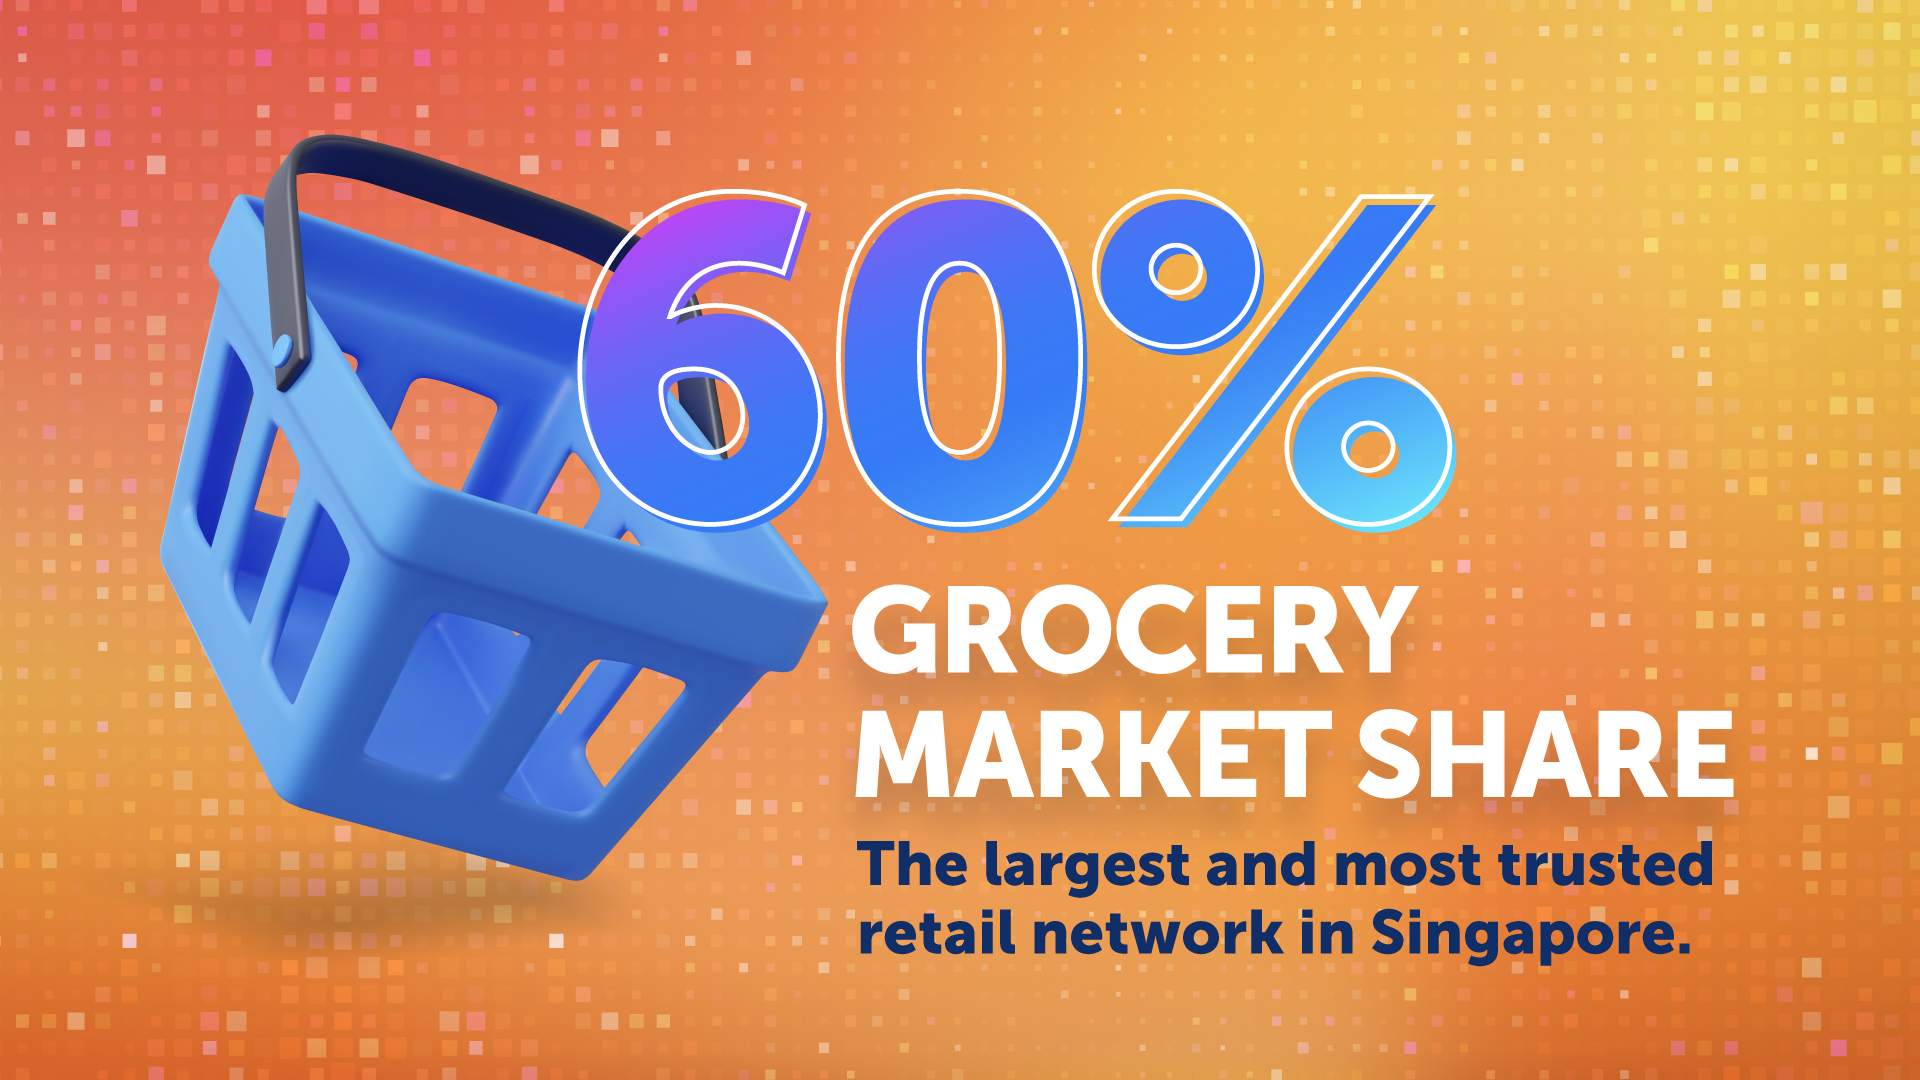 60%
GROCERY
MARKET SHARE
The largest and most trusted
retail network in Singapore.